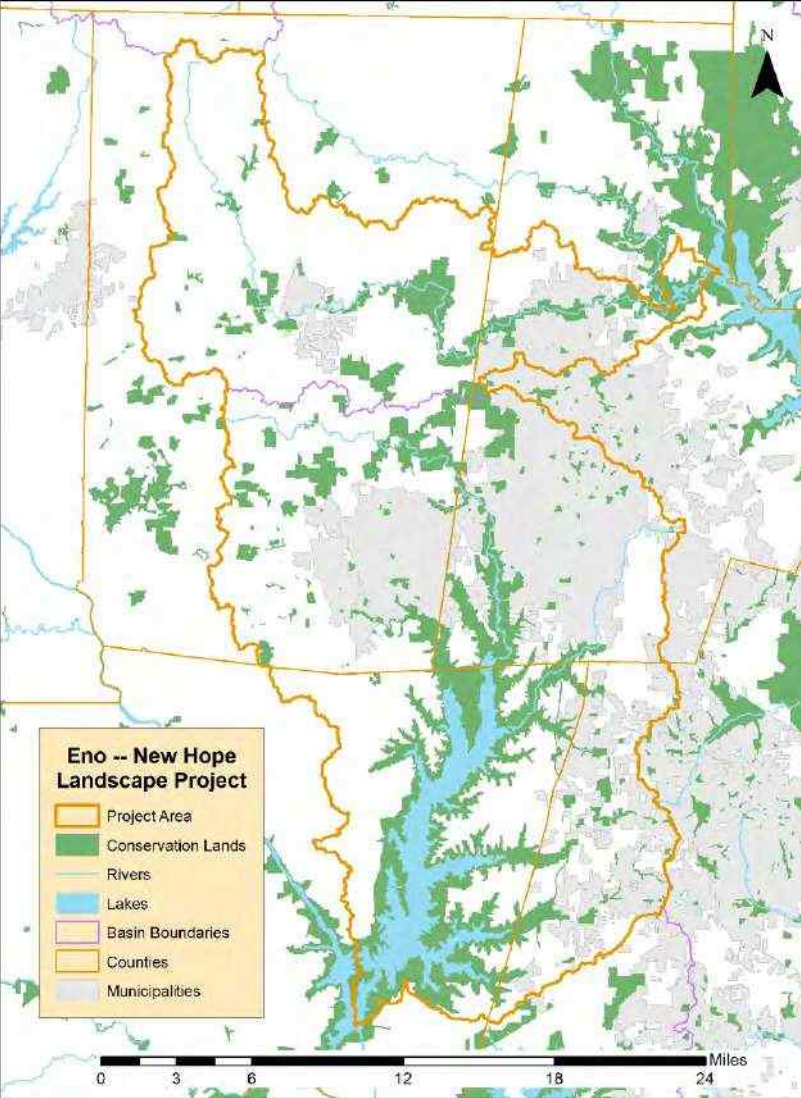 N
Eno -- New Hope
Landscape Project
Project Area
Conservation Lands
Rivers
Lakes
Basin Boundaries
Counties
Municipalities
Miles
0 3 6 12 18 24